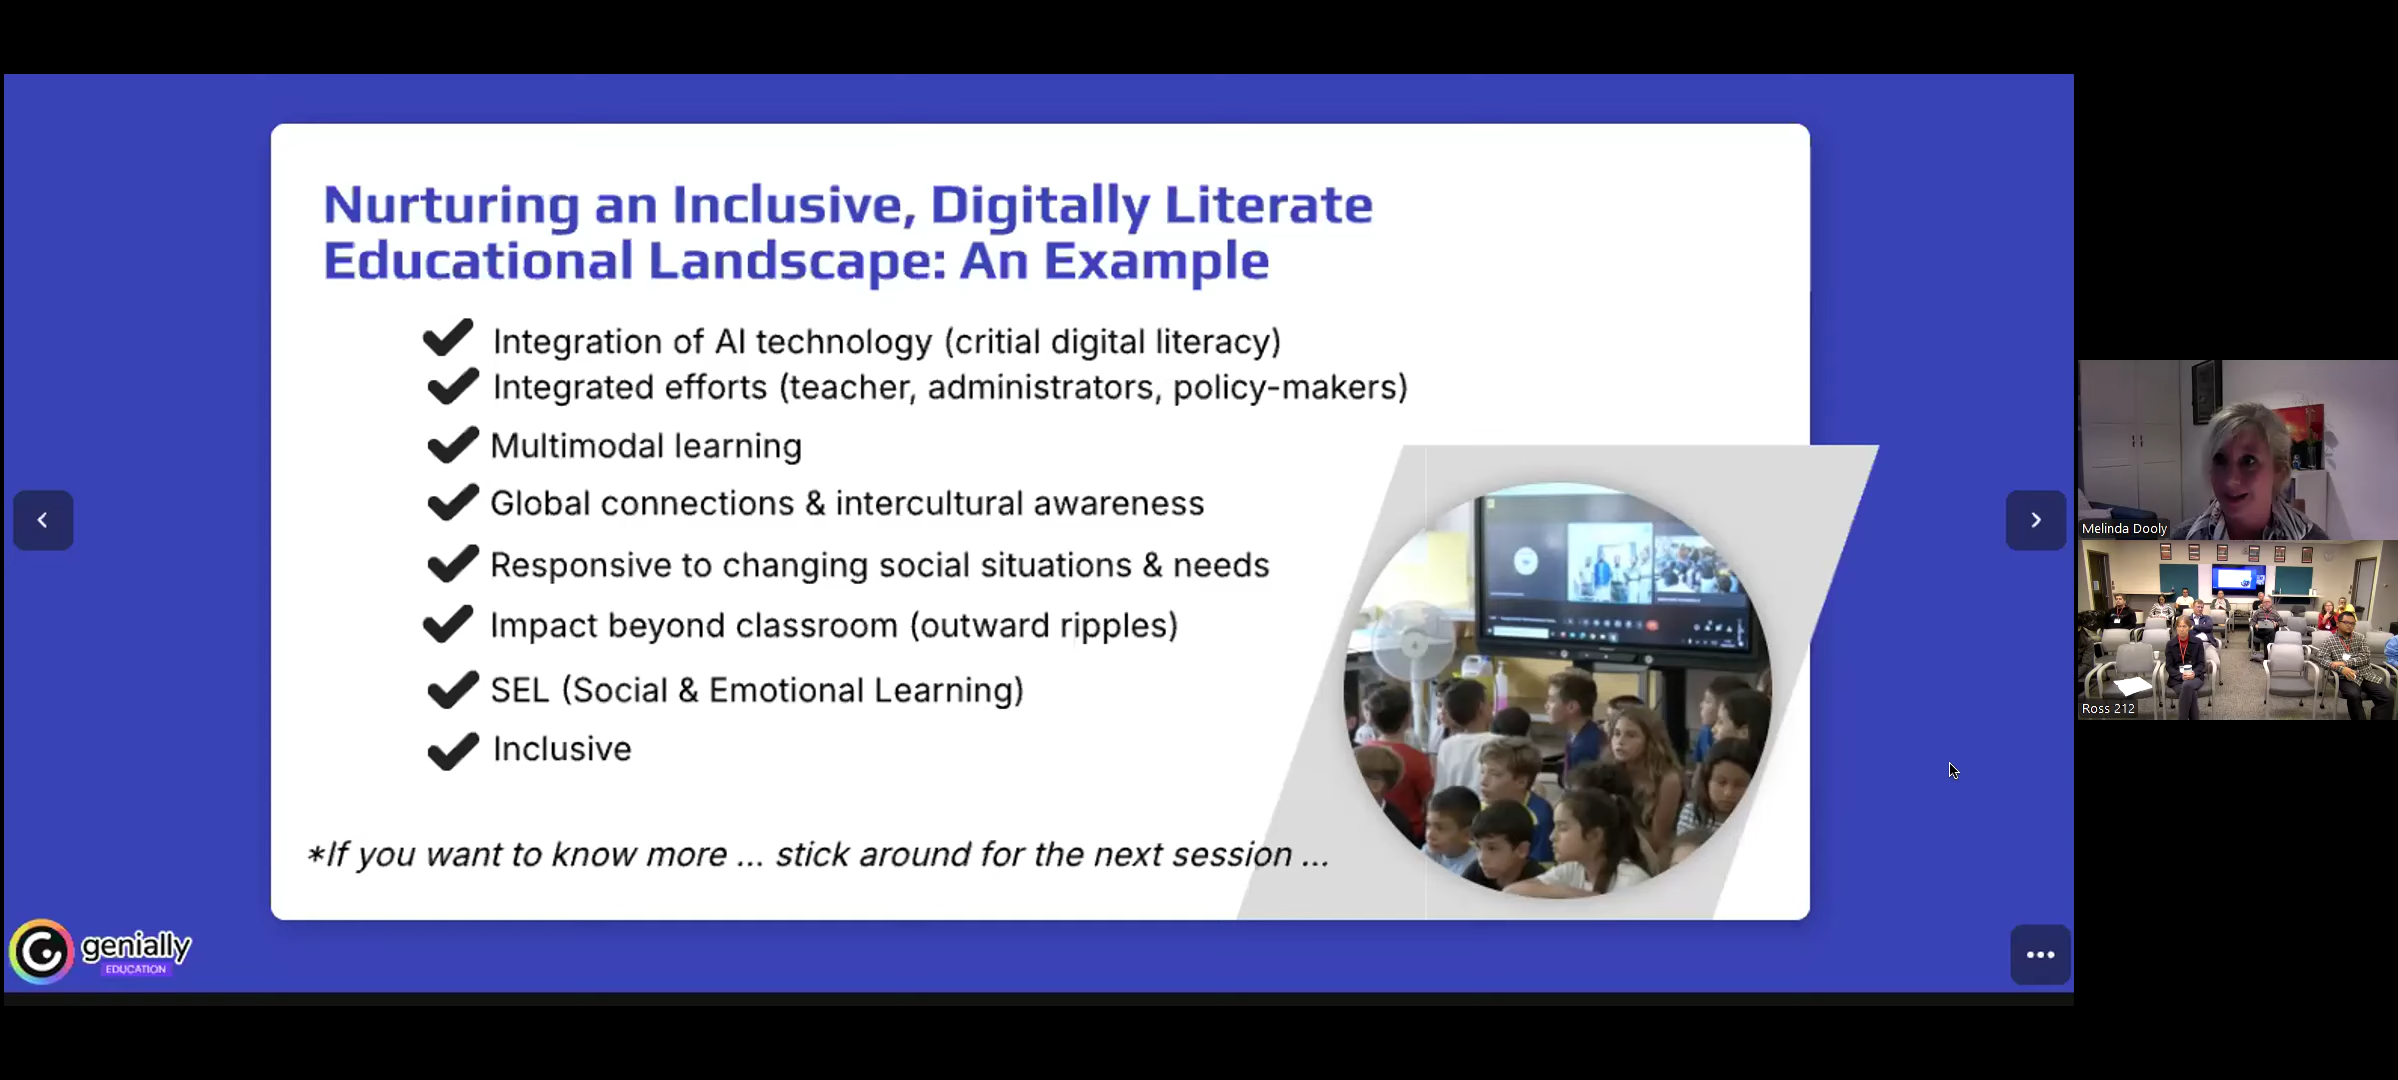 Nurturing an Inclusive, Digitally Literate
Educational Landscape: An Example
Integration of AI technology (critial digital literacy)
Integrated efforts (teacher, administrators, policy-makers)
Multimodal learning
Global connections & intercultural awareness
Responsive to changing social situations & needs
Impact beyond classroom (outward ripples)
SEL (Social & Emotional Learning)
Inclusive
*If you want to know more ... stick around for the next session ...
genially
EDUCATION
Melinda Dooly
Ross 212